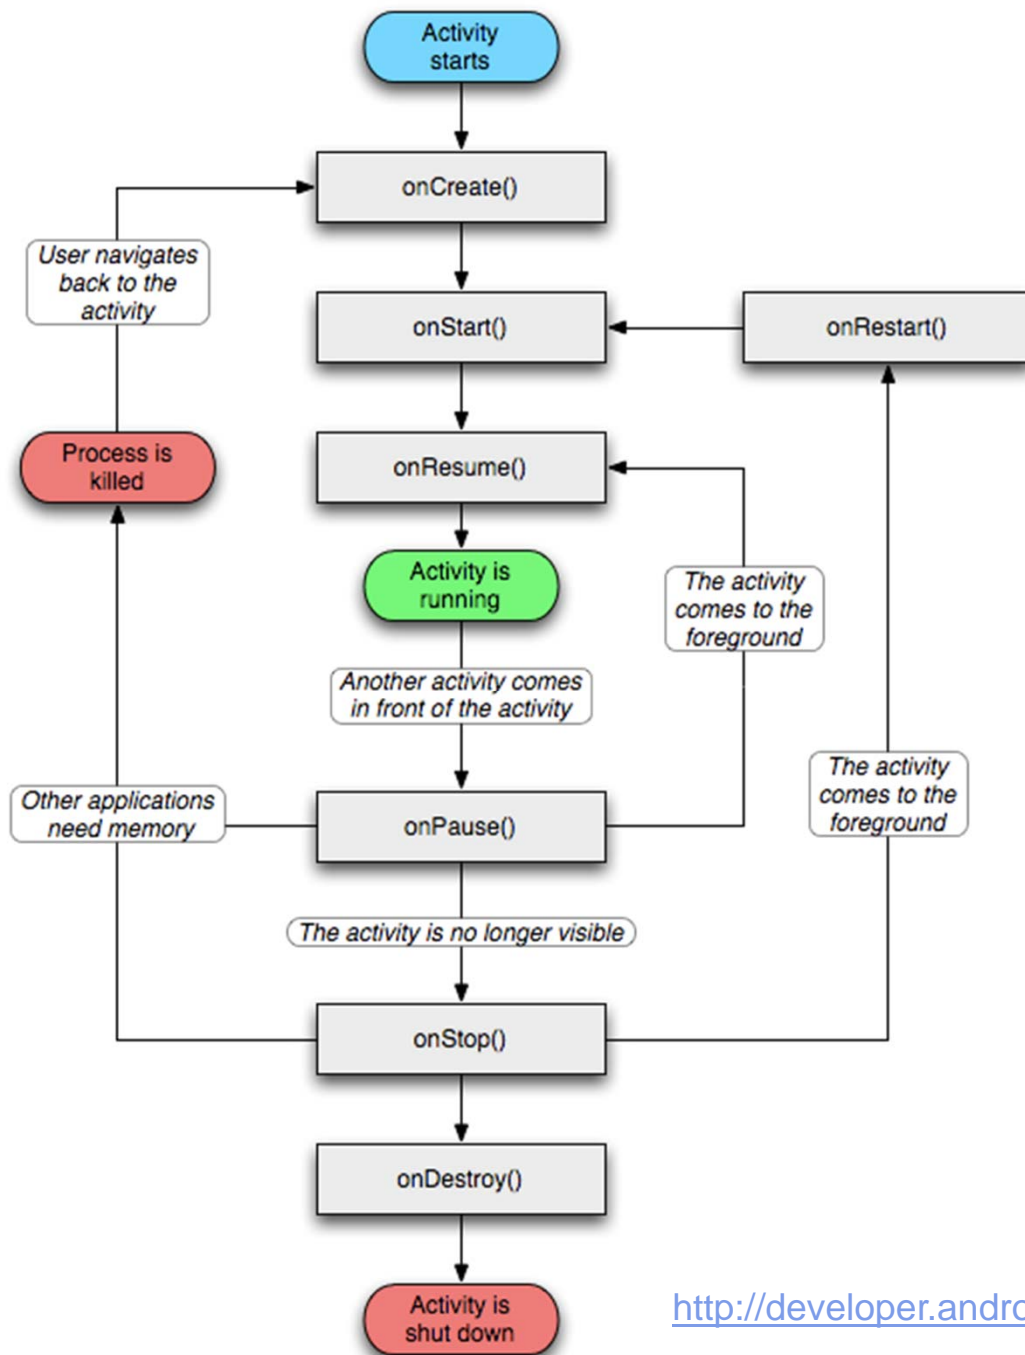 Activity
starts
onCreate()
User navigates
back to the
activity
onStart()
onRestart()
Process is
killed
onResume()
Activity is
running
The activity
comes to the
foreground
Another activity comes
in front of the activity
The activity
comes to the
foreground
Other applications
need memory
onPause()
The activity is no longer visible
onStop()
onDestroy()
Activity is
shut down
http://developer.andro